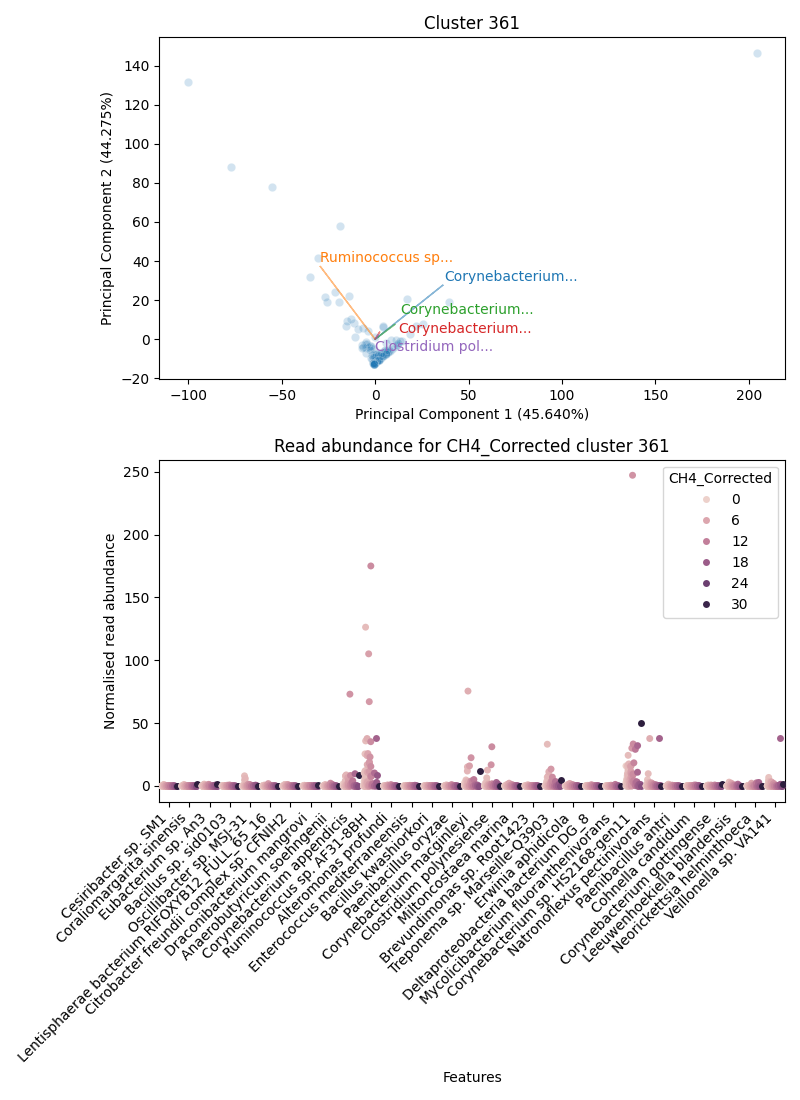 Cluster 361
Principal Component 2 (44.275%)
140
120
100
80
60
40
20
0
−20
Ruminococcus sp...
Corynebacterium...
Corynebacterium...
Corynebacterium...
Clostridium pol...
−100
−50
0
50
100
150
200
Principal Component 1 (45.640%)
Read abundance for CH4_Corrected cluster 361
Normalised read abundance
250
200
150
100
50
0
CH4_Corrected
0
6
12
18
24
30
Cesiribacter sp. SM1
Coraliomargarita sinensis
Eubacterium sp. An3
Bacillus sp. sid0103
Oscillibacter sp. MSJ-31
Lentisphaerae bacterium RIFOXYB12_FULL_65_16
Citrobacter freundii complex sp. CFNIH2
Draconibacterium mangrovi
Anaerobutyricum soehngenii
Corynebacterium appendicis
Ruminococcus sp. AF31-8BH
Alteromonas profundi
Enterococcus mediterraneensis
Bacillus Kwashiorkori
Paenibacillus oryzae
Corynebacterium macginleyi
Clostridium polynesiense
Miltoncostaea marina
Brevundimonas sp. Root1423
Treponema sp. Marseille-Q3903
Erwinia aphidicola
Deltaproteobacteria bacterium DG_8
Mycolicibacterium fluoranthenivorans
Corynebacterium sp. HS2168-gen11
Natronoflexus pectinivorans
Paenibacillus antri
Cohnella candidum
Corynebacterium gottingense
Leeuwenhoekiella blandensis
Neorickettsia helminthoeca
Veillonella sp. VA141
Features